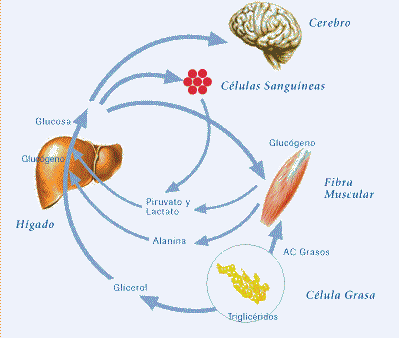 Cerebro
Células Sanguíneas
Glucosa
Glucógeno
Glucógeno
Fibra
Muscular
Piruvato y
Lactato
Hígado
Alanina
AC Grasos
Glicerol
Célula Grasa
Triglicéridos